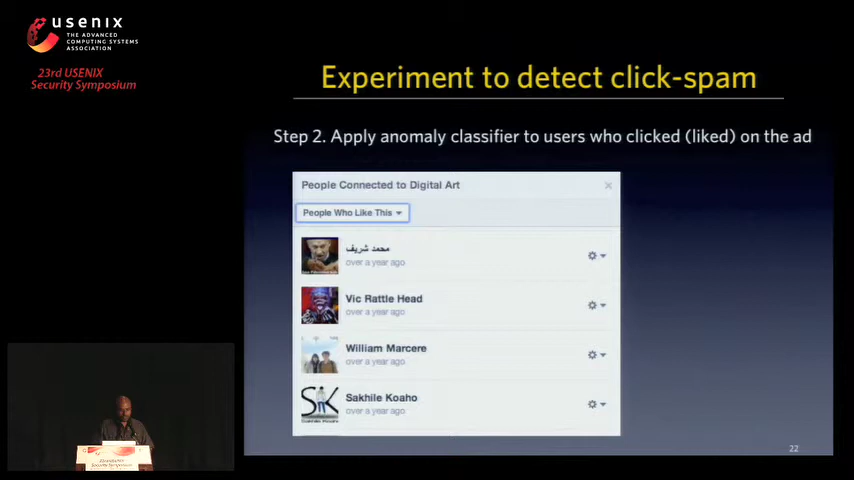 usenix
THE ADVANCED
COMPUTING SYSTEMS
ASSOCIATION
23rd USENIX
Security Symposium
Experiment to detect click-spam
Step 2. Apply anomaly classifier to users who clicked (liked) on the ad
People Connected to Digital Art
People Who Like This
محمد شريف
over a year ago
Vic Rattle Head
over a year ago
William Marcere
over a year ago
Sakhile Koaho
over a year ago
22